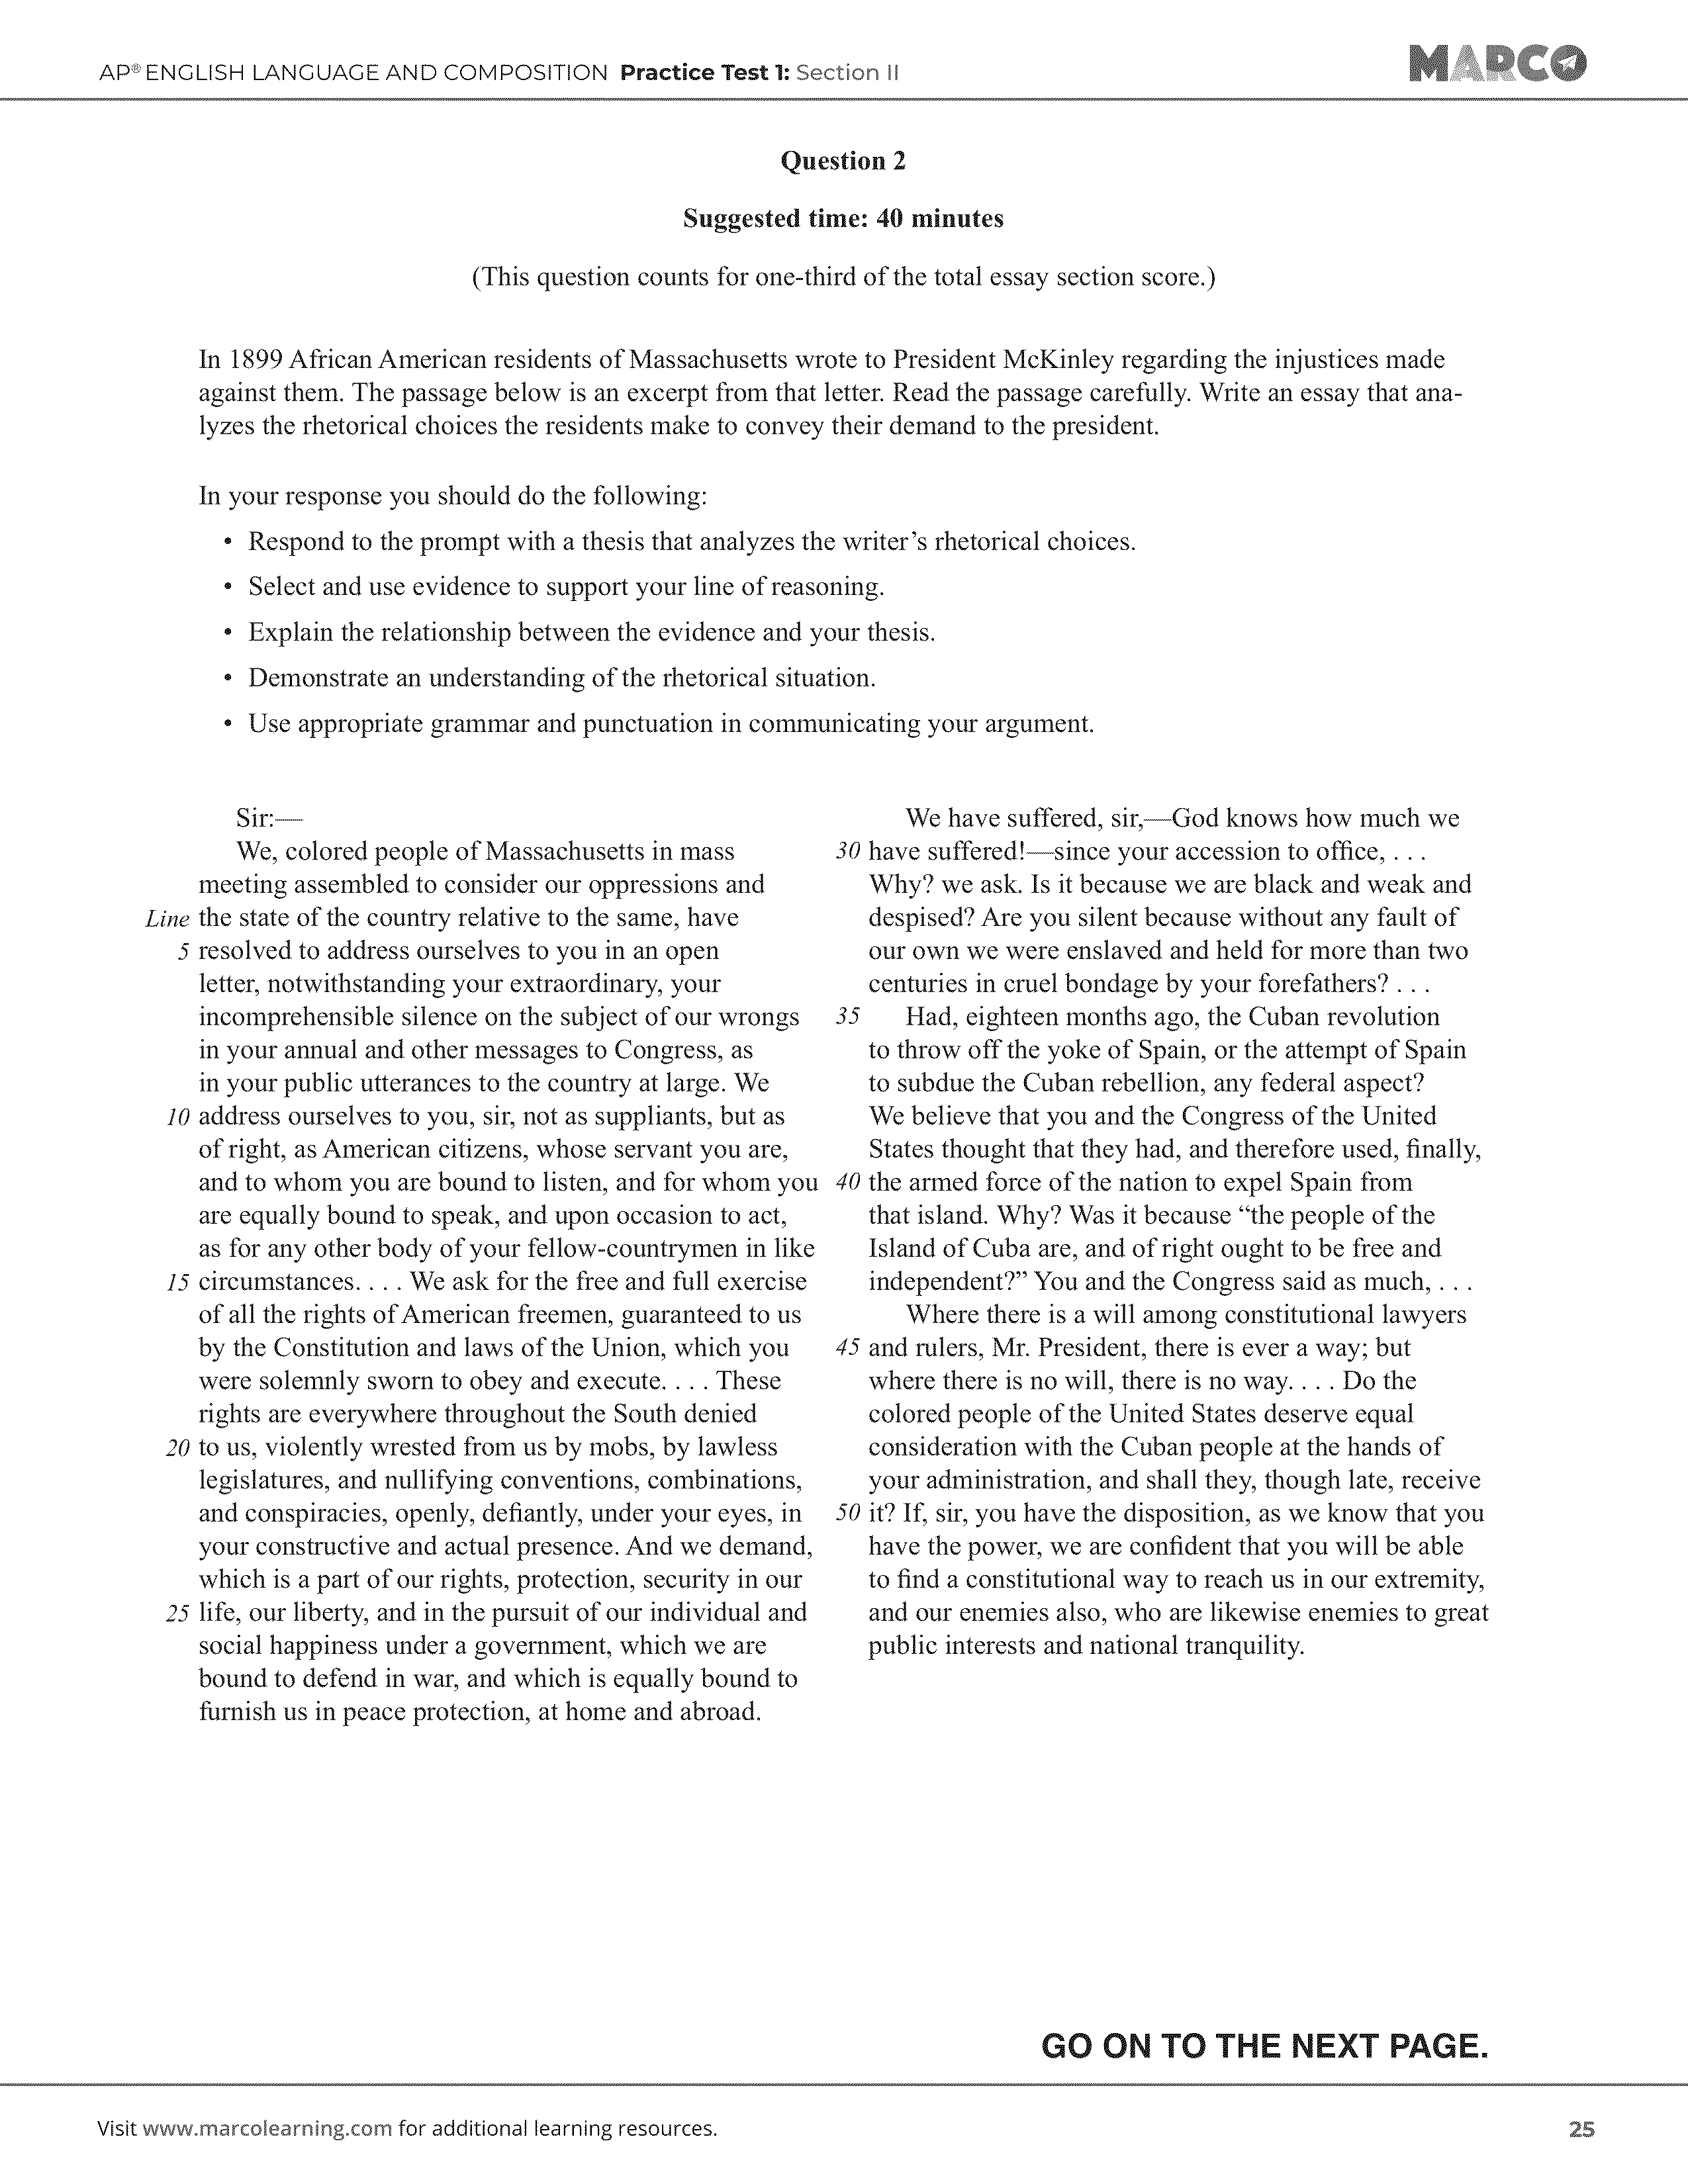 AP® ENGLISH LANGUAGE AND COMPOSITION Practice Test 1: Section II
MARCO
Question 2
Suggested time: 40 minutes
(This question counts for one-third of the total essay section score.)
In 1899 African American residents of Massachusetts wrote to President McKinley regarding the injustices made
against them. The passage below is an excerpt from that letter. Read the passage carefully. Write an essay that ana-
lyzes the rhetorical choices the residents make to convey their demand to the president.
In your response you should do the following:
• Respond to the prompt with a thesis that analyzes the writer's rhetorical choices.
• Select and use evidence to support your line of reasoning.
• Explain the relationship between the evidence and your thesis.
• Demonstrate an understanding of the rhetorical situation.
• Use appropriate grammar and punctuation in communicating your argument.
Sir:—
We, colored people of Massachusetts in mass
meeting assembled to consider our oppressions and
Line the state of the country relative to the same, have
5 resolved to address ourselves to you in an open
letter, notwithstanding your extraordinary, your
incomprehensible silence on the subject of our wrongs
in your annual and other messages to Congress, as
in your public utterances to the country at large. We
10 address ourselves to you, sir, not as suppliants, but as
of right, as American citizens, whose servant you are,
and to whom you are bound to listen, and for whom you
are equally bound to speak, and upon occasion to act,
as for any other body of your fellow-countrymen in like
15 circumstances. . . . We ask for the free and full exercise
of all the rights of American freemen, guaranteed to us
by the Constitution and laws of the Union, which you
were solemnly sworn to obey and execute. . . . These
rights are everywhere throughout the South denied
20 to us, violently wrested from us by mobs, by lawless
legislatures, and nullifying conventions, combinations,
and conspiracies, openly, defiantly, under your eyes, in
your constructive and actual presence. And we demand,
which is a part of our rights, protection, security in our
25 life, our liberty, and in the pursuit of our individual and
social happiness under a government, which we are
bound to defend in war, and which is equally bound to
furnish us in peace protection, at home and abroad.
We have suffered, sir,—God knows how much we
30 have suffered!—since your accession to office, . . .
Why? we ask. Is it because we are black and weak and
despised? Are you silent because without any fault of
our own we were enslaved and held for more than two
centuries in cruel bondage by your forefathers? . . .
35 Had, eighteen months ago, the Cuban revolution
to throw off the yoke of Spain, or the attempt of Spain
to subdue the Cuban rebellion, any federal aspect?
We believe that you and the Congress of the United
States thought that they had, and therefore used, finally,
40 the armed force of the nation to expel Spain from
that island. Why? Was it because “the people of the
Island of Cuba are, and of right ought to be free and
independent?” You and the Congress said as much, . . .
Where there is a will among constitutional lawyers
45 and rulers, Mr. President, there is ever a way; but
where there is no will, there is no way. . . . Do the
colored people of the United States deserve equal
consideration with the Cuban people at the hands of
your administration, and shall they, though late, receive
50 it? If, sir, you have the disposition, as we know that you
have the power, we are confident that you will be able
to find a constitutional way to reach us in our extremity,
and our enemies also, who are likewise enemies to great
public interests and national tranquility.
GO ON TO THE NEXT PAGE.
Visit www.marcolearning.com for additional learning resources.
25